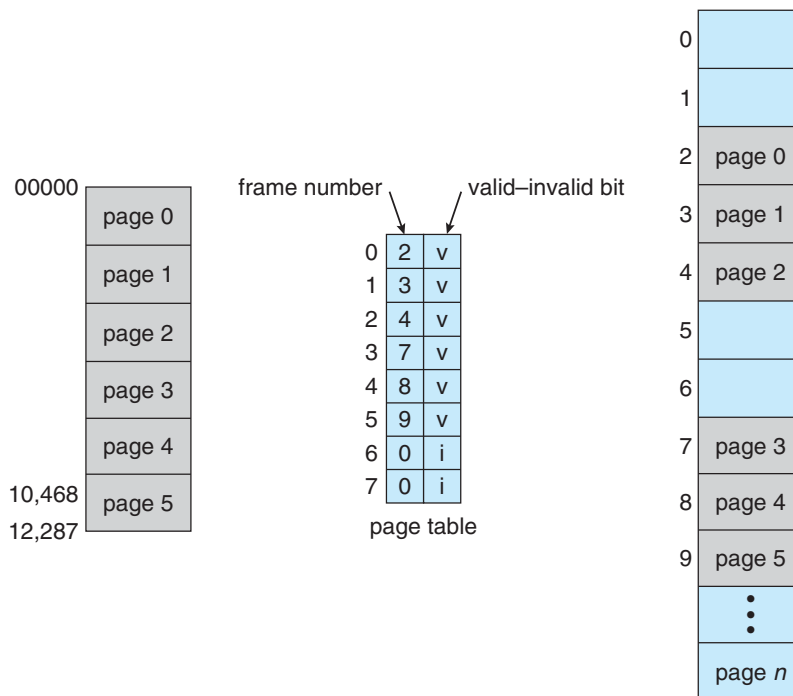 00000
page 0
page 1
page 2
page 3
page 4
10,468
page 5
12,287
frame number
valid–invalid bit
0 2 v
1 3 v
2 4 v
3 7 v
4 8 v
5 9 v
6 0 i
7 0 i
page table
0
1
2 page 0
3 page 1
4 page 2
5
6
7 page 3
8 page 4
9 page 5
page n